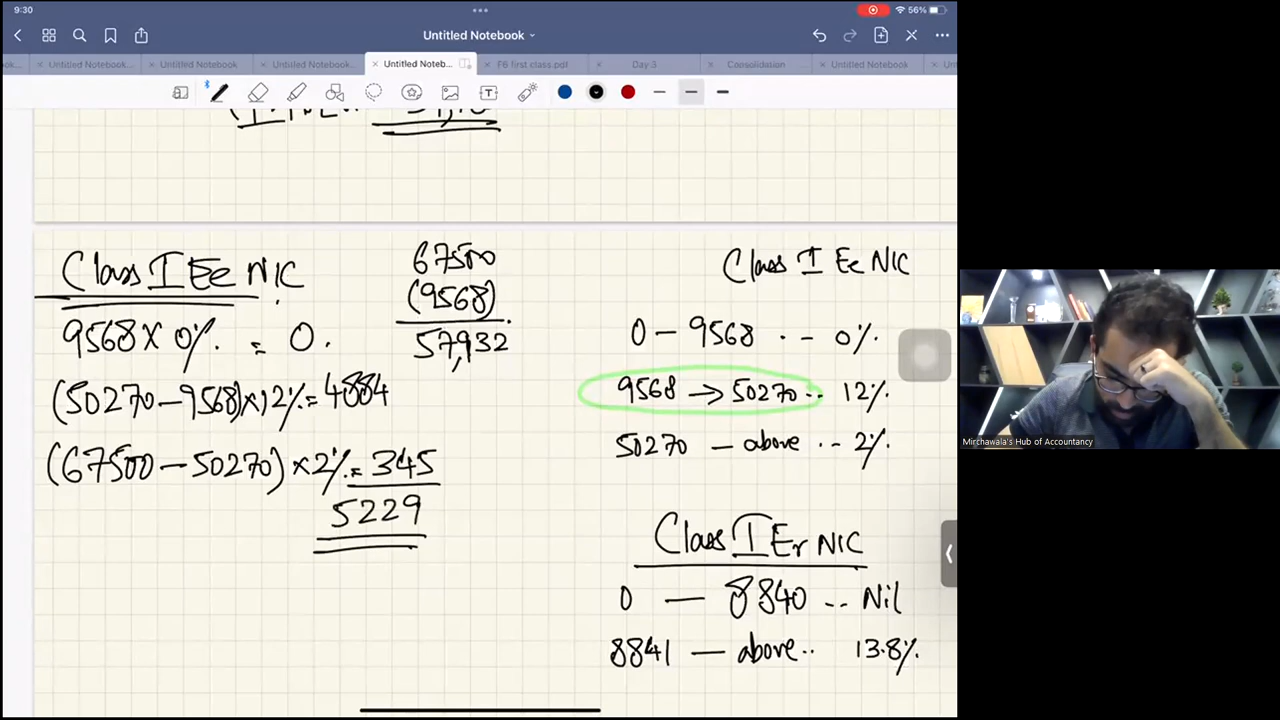 9:30
56%
Untitled Notebook
Untitled Notebook...
Untitled Notebook
Untitled Notebook.
Untitled Noteb...
F6 first class.pdf
Day 3
Consolidation
Untitled Notebook
Class I Ee NIC
9568 × 0% = 0.
(50270 - 9568) × 12% = 4884
(67500 - 50270) × 2% = 345
5229
67500
(9568)
57,932
Class I Ee NIC
0 - 9568 .. 0%.
9568 → 50270 .. 12%.
50270 - above .. 2%.
Class I Er NIC
0 — 8840 .. Nil
8841 — above .. 13.8%.
Mirchawala's Hub of Accountancy